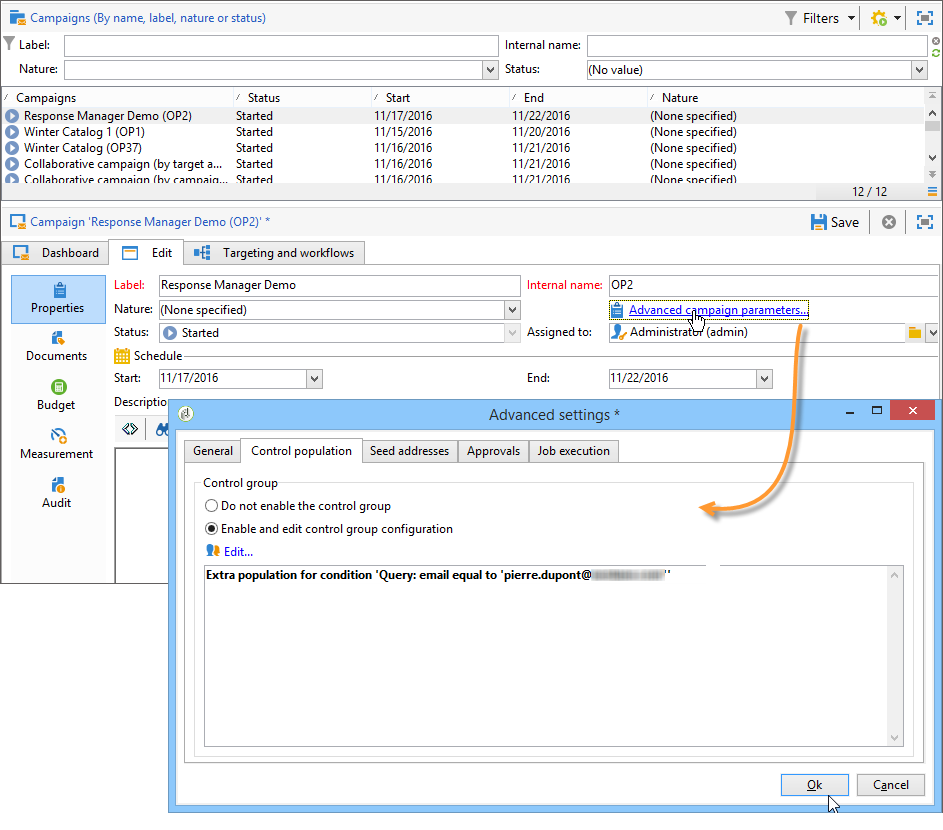 Campaigns (By name, label, nature or status)
Filters
Label:
Internal name:
Nature:
Status:
(No value)
Campaigns Status Start End Nature
Response Manager Demo (OP2) Started 11/17/2016 11/22/2016 (None specified)
Winter Catalog 1 (OP1) Started 11/15/2016 11/20/2016 (None specified)
Winter Catalog (OP37) Started 11/16/2016 11/21/2016 (None specified)
Collaborative campaign (by target a... Started 11/16/2016 11/21/2016 (None specified)
Collaborative campaign (by campaig... Started 11/16/2016 11/21/2016 (None specified)
12 / 12
Campaign 'Response Manager Demo (OP2)' *
Save
Dashboard
Edit
Targeting and workflows
Properties
Documents
Budget
Measurement
Audit
Label: Response Manager Demo
Internal name: OP2
Nature: (None specified)
Advanced campaign parameters...
Status: Started
Assigned to: Administrator (admin)
Schedule
Start: 11/17/2016
End: 11/22/2016
Descriptio
Advanced settings *
General
Control population
Seed addresses
Approvals
Job execution
Control group
Do not enable the control group
Enable and edit control group configuration
Edit...
Extra population for condition 'Query: email equal to 'pierre.dupont@ ''
Ok
Cancel